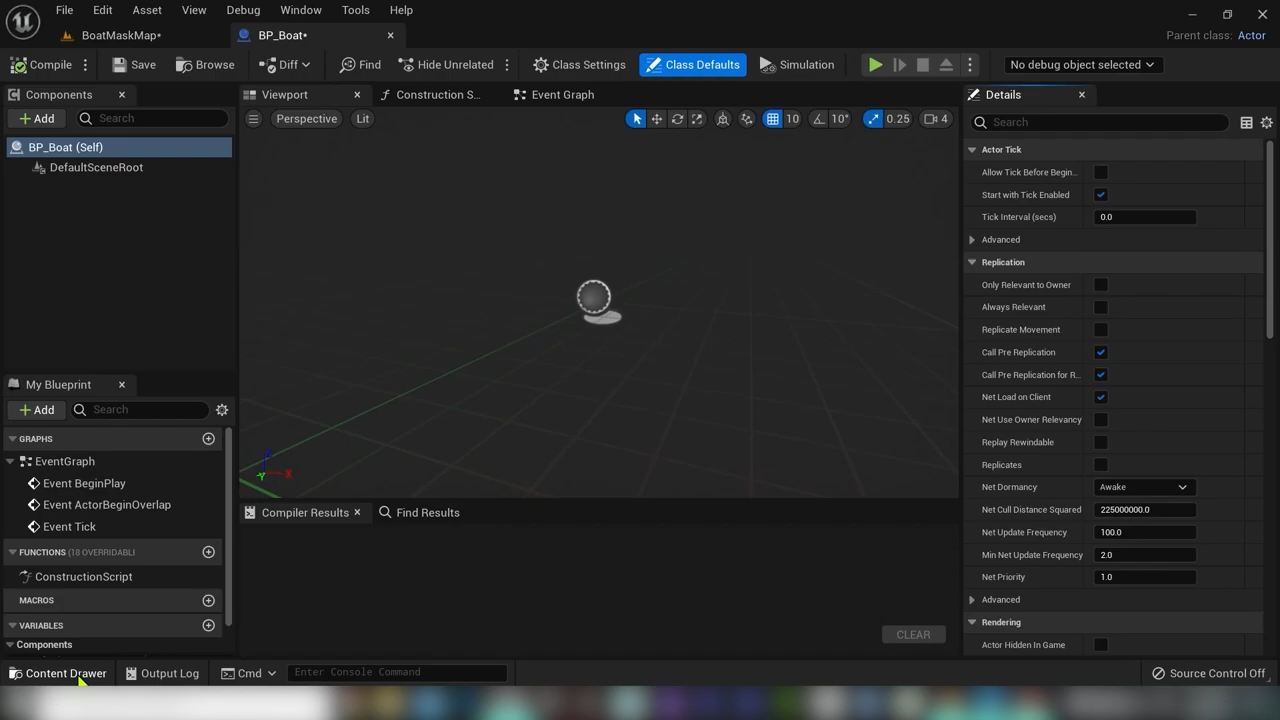 File Edit Asset View Debug Window Tools Help
BoatMaskMap* BP_Boat* Parent class: Actor
Compile Save Browse Diff Find Hide Unrelated Class Settings Class Defaults Simulation No debug object selected
Components
Add Search
BP_Boat (Self)
DefaultSceneRoot
My Blueprint
Add Search
GRAPHS
EventGraph
Event BeginPlay
Event ActorBeginOverlap
Event Tick
FUNCTIONS (18 OVERRIDABLI
ConstructionScript
MACROS
VARIABLES
Components
Viewport Construction S... Event Graph
Perspective Lit 10 10° 0.25 4
Z X Y
Compiler Results Find Results
CLEAR
Details
Search
Actor Tick
Allow Tick Before Begin...
Start with Tick Enabled
Tick Interval (secs) 0.0
Advanced
Replication
Only Relevant to Owner
Always Relevant
Replicate Movement
Call Pre Replication
Call Pre Replication for R...
Net Load on Client
Net Use Owner Relevancy
Replay Rewindable
Replicates
Net Dormancy Awake
Net Cull Distance Squared 225000000.0
Net Update Frequency 100.0
Min Net Update Frequency 2.0
Net Priority 1.0
Advanced
Rendering
Actor Hidden In Game
Content Drawer Output Log Cmd Enter Console Command Source Control Off